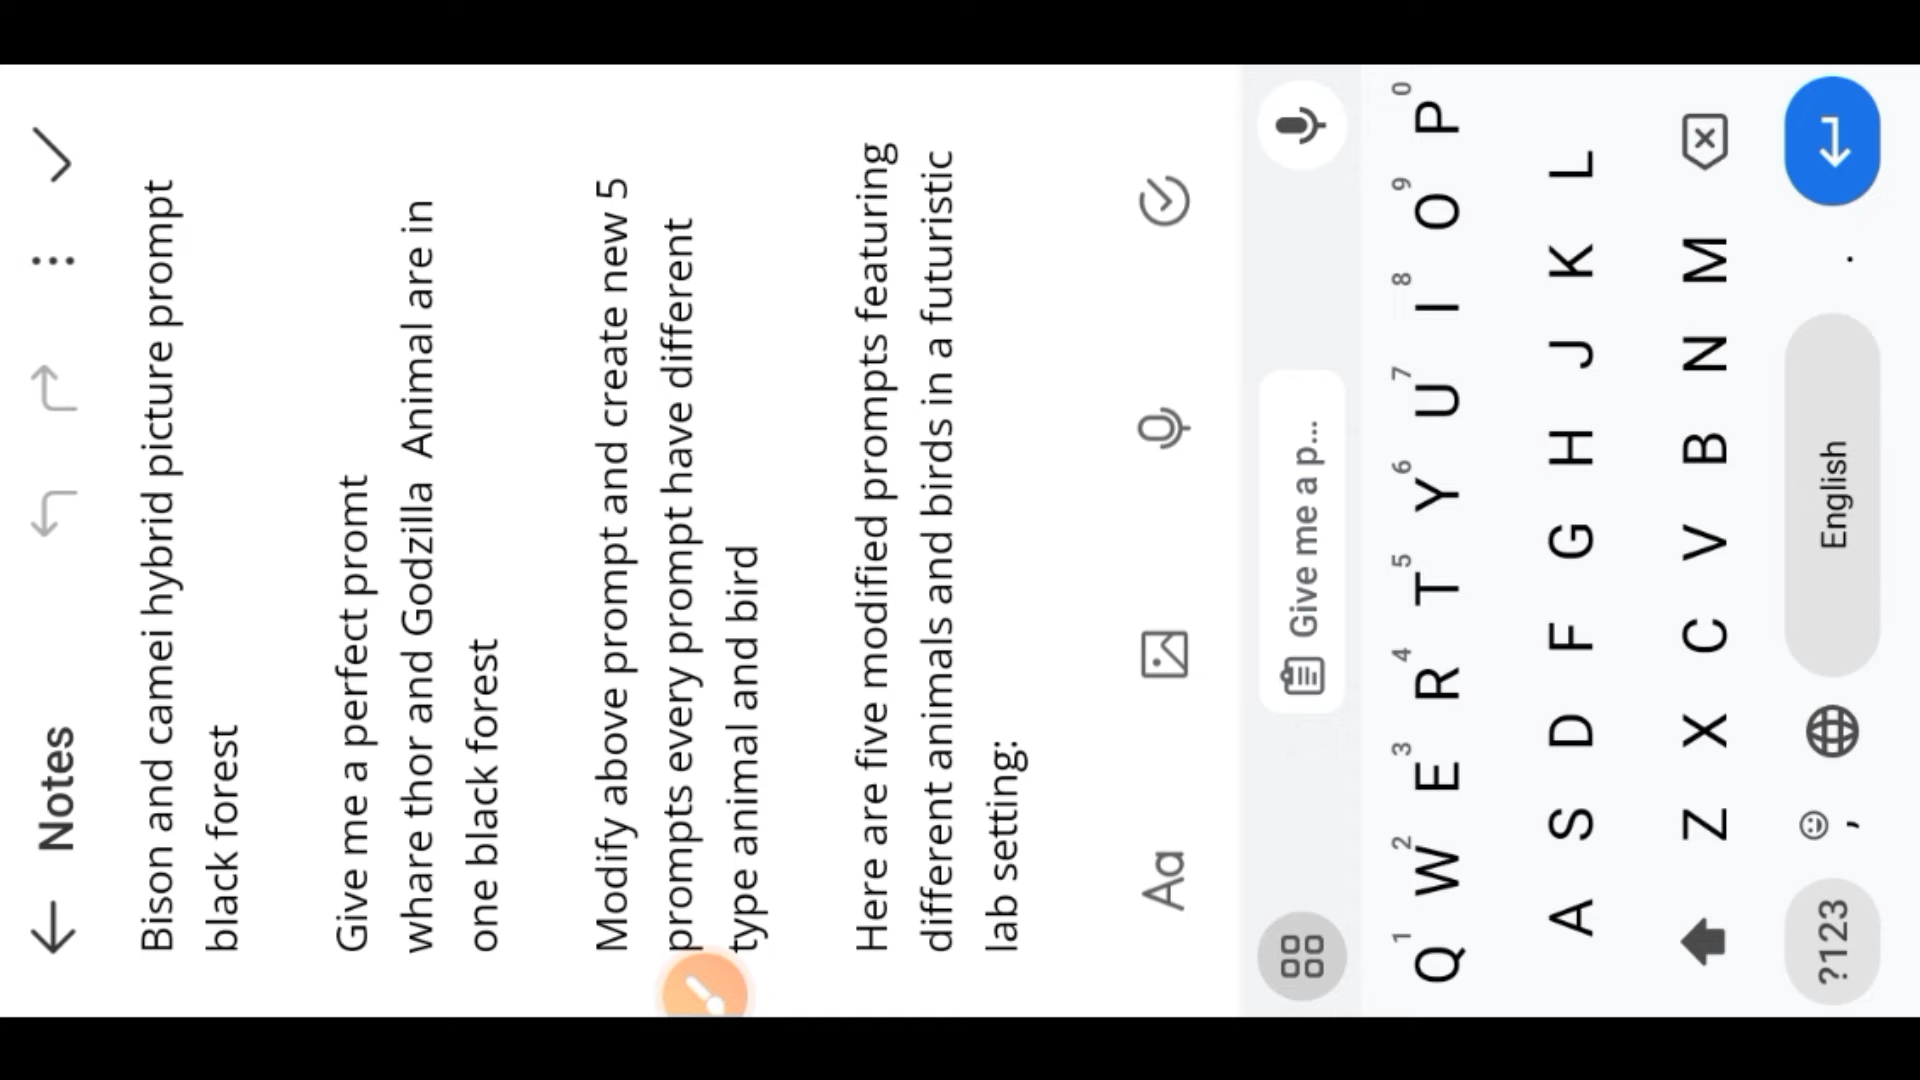 Notes
Bison and camei hybrid picture prompt
black forest
Give me a perfect promt
whare thor and Godzilla Animal are in
one black forest
Modify above prompt and create new 5
prompts every prompt have different
type animal and bird
Here are five modified prompts featuring
different animals and birds in a futuristic
lab setting:
Aa
Give me a p...
1 2 3 4 5 6 7 8 9 0
Q W E R T Y U I O P
A S D F G H J K L
Z X C V B N M
?123 , English .